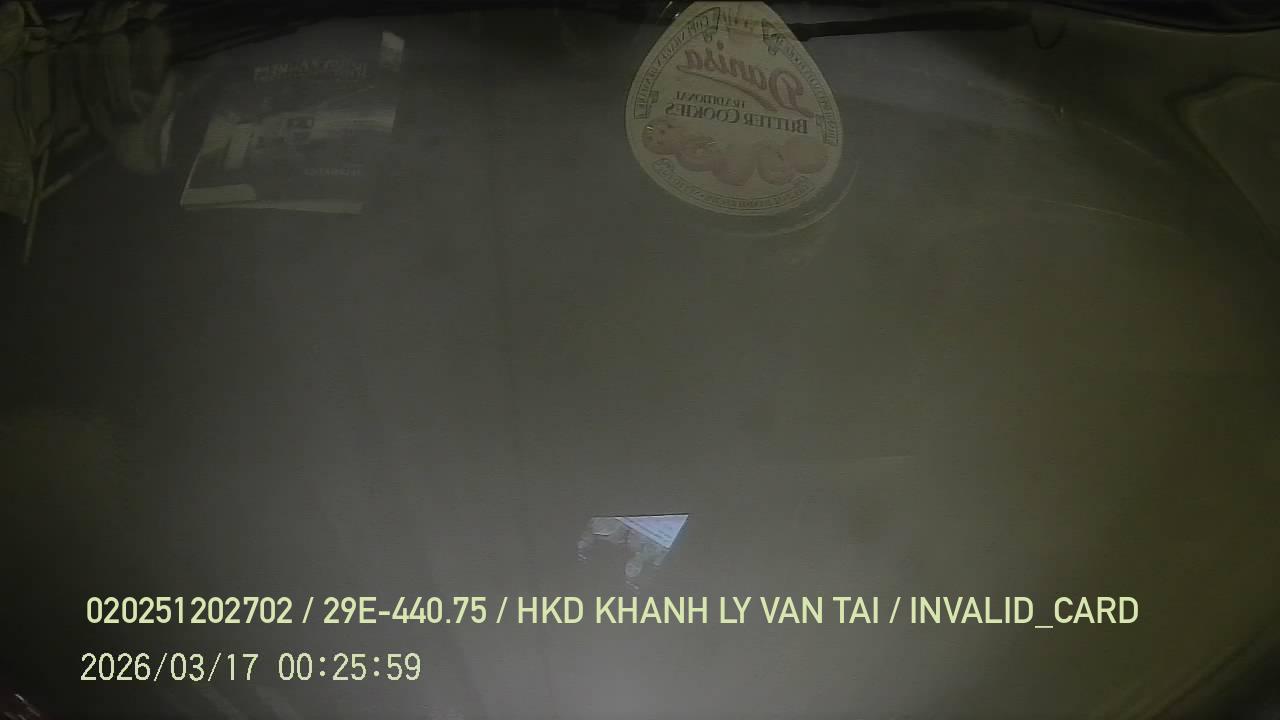 Danisa
TRADITIONAL
BUTTER COOKIES
020251202702 / 29E-440.75 / HKD KHANH LY VAN TAI / INVALID_CARD
2026/03/17 00:25:59